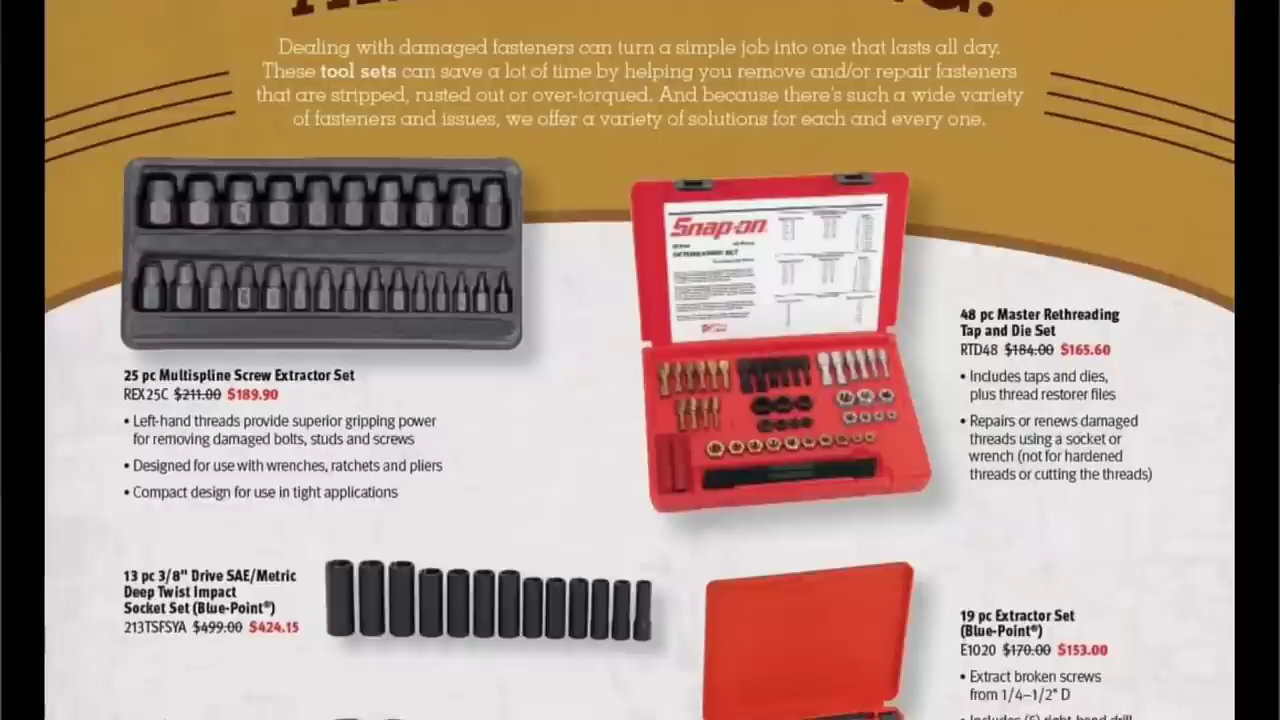 Dealing with damaged fasteners can turn a simple job into one that lasts all day.
These tool sets can save a lot of time by helping you remove and/or repair fasteners
that are stripped, rusted out or over-torqued. And because there's such a wide variety
of fasteners and issues, we offer a variety of solutions for each and every one.
Snap-on
25 pc Multispline Screw Extractor Set
REX25C $211.00 $189.90
• Left-hand threads provide superior gripping power
for removing damaged bolts, studs and screws
• Designed for use with wrenches, ratchets and pliers
• Compact design for use in tight applications
48 pc Master Rethreading
Tap and Die Set
RTD48 $184.00 $165.60
• Includes taps and dies,
plus thread restorer files
• Repairs or renews damaged
threads using a socket or
wrench (not for hardened
threads or cutting the threads)
13 pc 3/8" Drive SAE/Metric
Deep Twist Impact
Socket Set (Blue-Point®)
213TSFSYA $499.00 $424.15
19 pc Extractor Set
(Blue-Point®)
E1020 $170.00 $153.00
• Extract broken screws
from 1/4–1/2" D
• Includes (5) right-hand drill